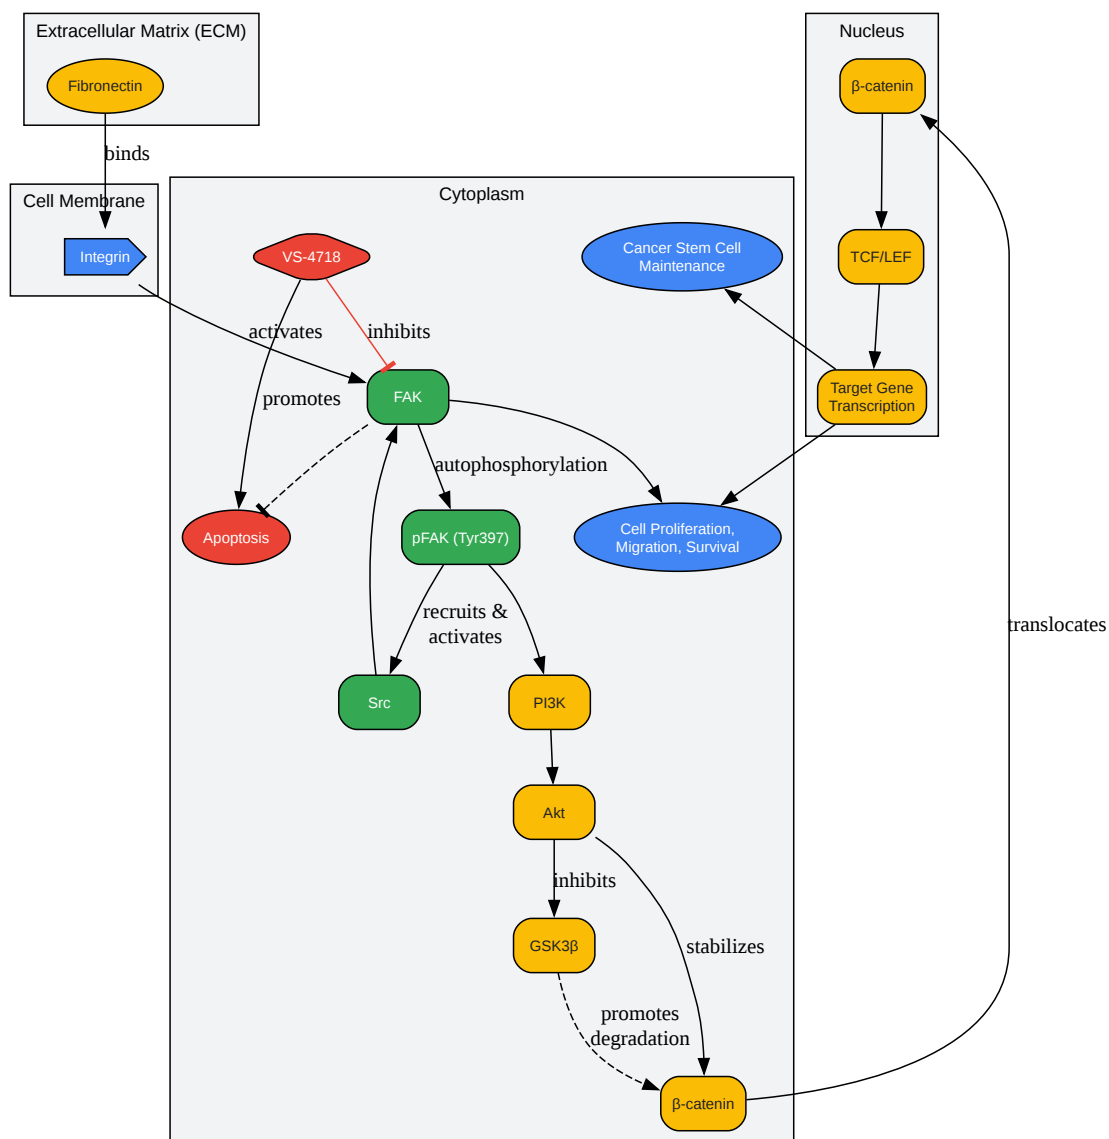 Extracellular Matrix (ECM)
Fibronectin
binds
Cell Membrane
Integrin
Cytoplasm
VS-4718
Cancer Stem Cell
Maintenance
activates
inhibits
promotes
FAK
autophosphorylation
Apoptosis
pFAK (Tyr397)
Cell Proliferation,
Migration, Survival
recruits &
activates
Src
PI3K
Akt
inhibits
GSK3β
stabilizes
promotes
degradation
β-catenin
Nucleus
β-catenin
TCF/LEF
Target Gene
Transcription
translocates